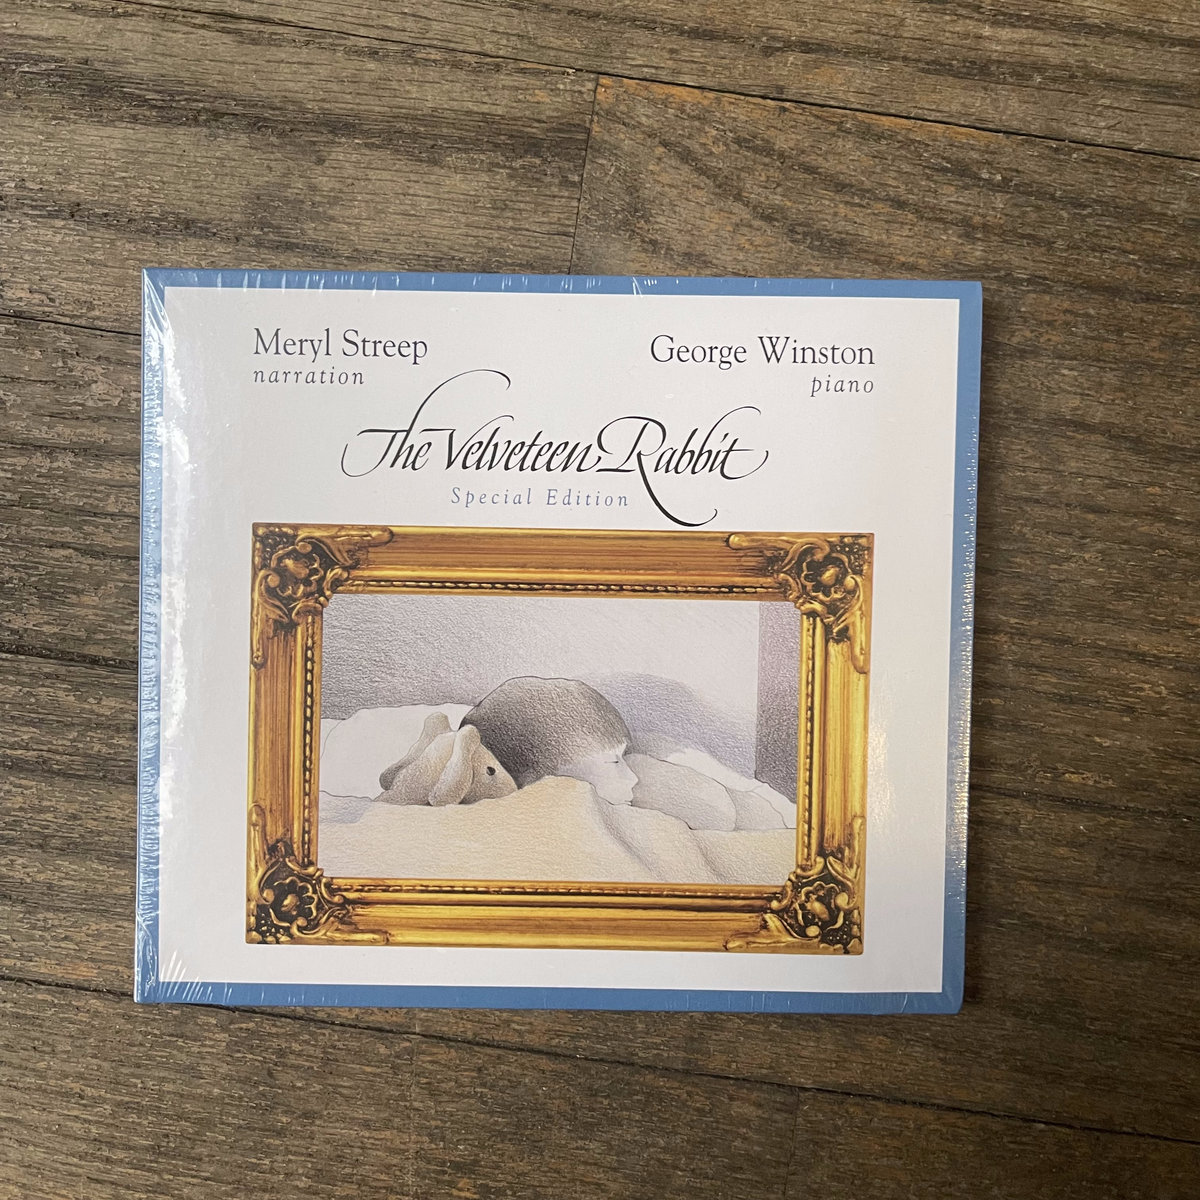 Meryl Streep
narration
George Winston
piano
The Velveteen Rabbit
Special Edition